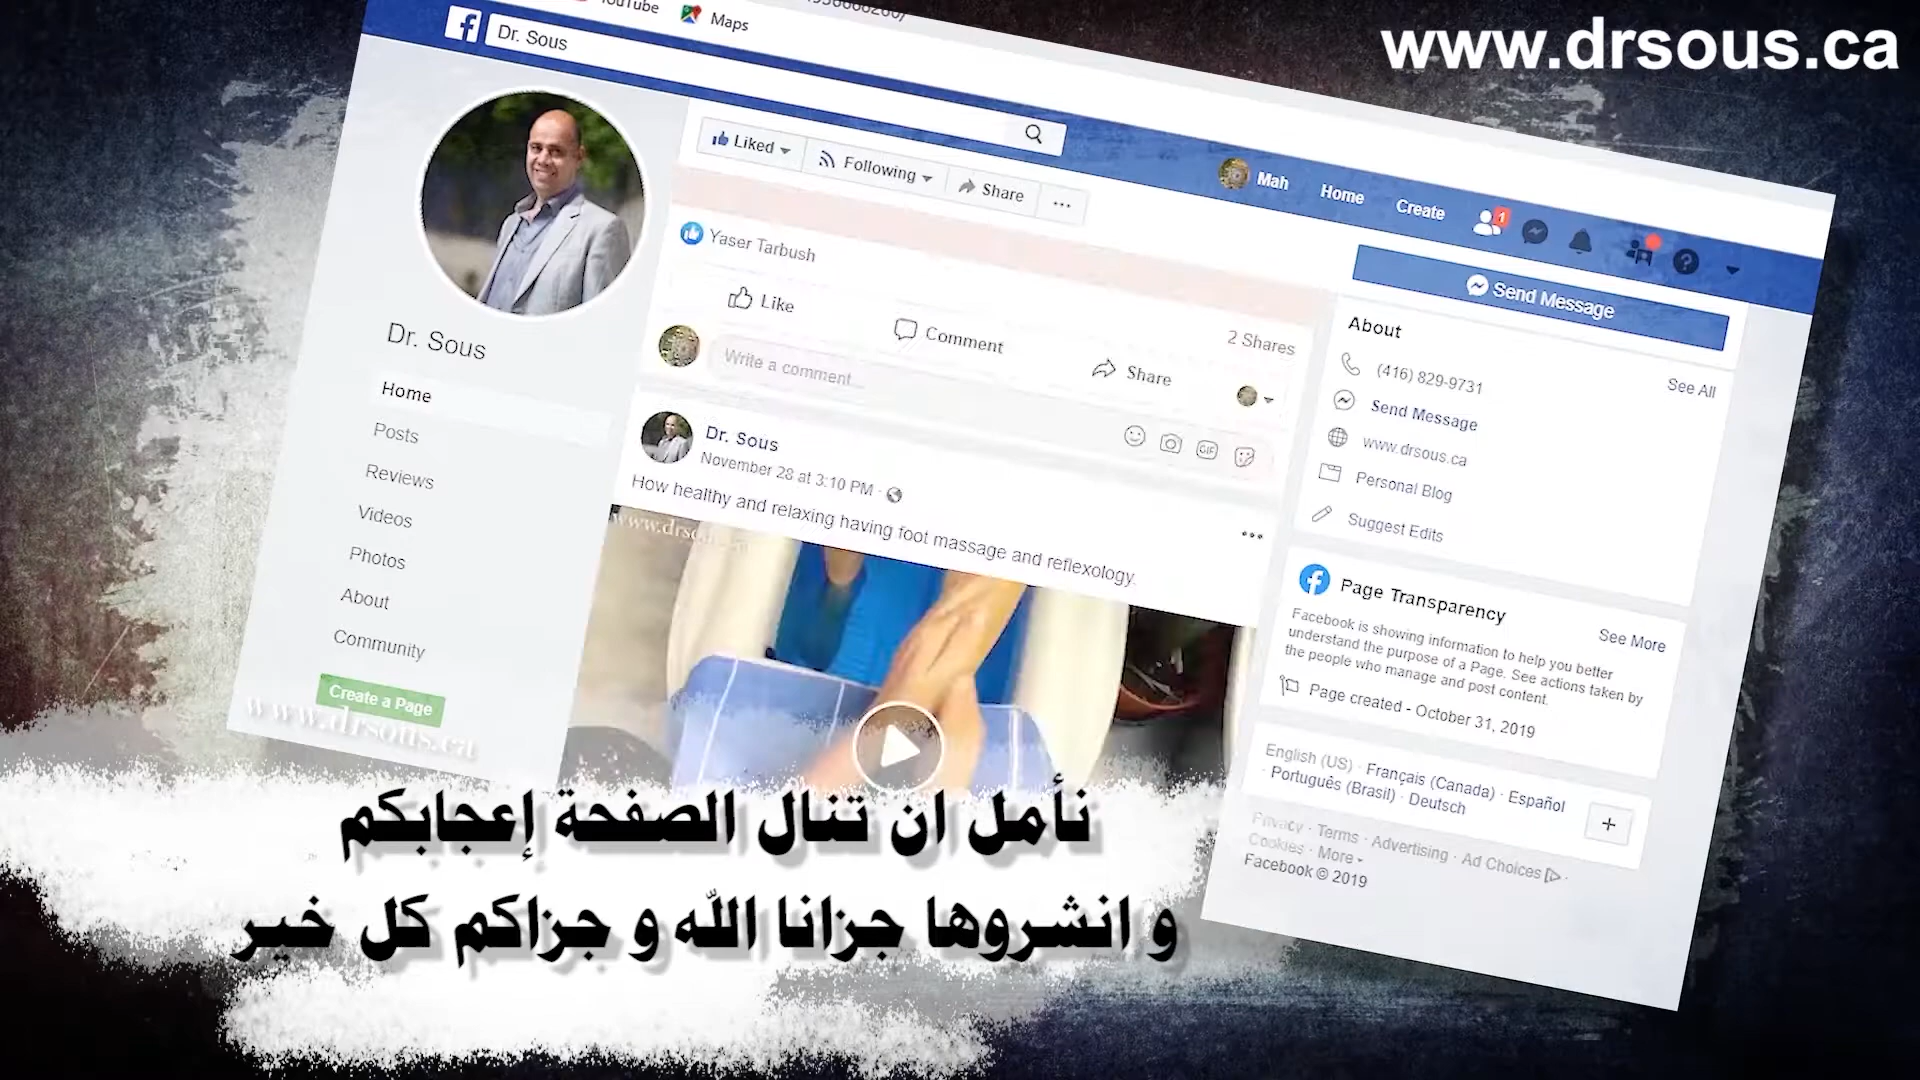 www.drsous.ca
YouTube
Maps
Dr. Sous
Mah
Home
Create
1
Liked
Following
Share
Yaser Tarbush
2 Shares
Like
Comment
Share
Write a comment...
Dr. Sous
Home
Posts
Reviews
Videos
Photos
About
Community
Create a Page
www.drsous.ca
Dr. Sous
November 28 at 3:10 PM ·
How healthy and relaxing having foot massage and reflexology.
GIF
Send Message
About
See All
(416) 829-9731
Send Message
www.drsous.ca
Personal Blog
Suggest Edits
Page Transparency
See More
Facebook is showing information to help you better
understand the purpose of a Page. See actions taken by
the people who manage and post content.
Page created - October 31, 2019
English (US) · Français (Canada) · Español
· Português (Brasil) · Deutsch
Privacy · Terms · Advertising · Ad Choices ·
Cookies · More
Facebook © 2019
نأمل ان تنال الصفحة إعجابكم
و انشروها جزانا الله و جزاكم كل خير